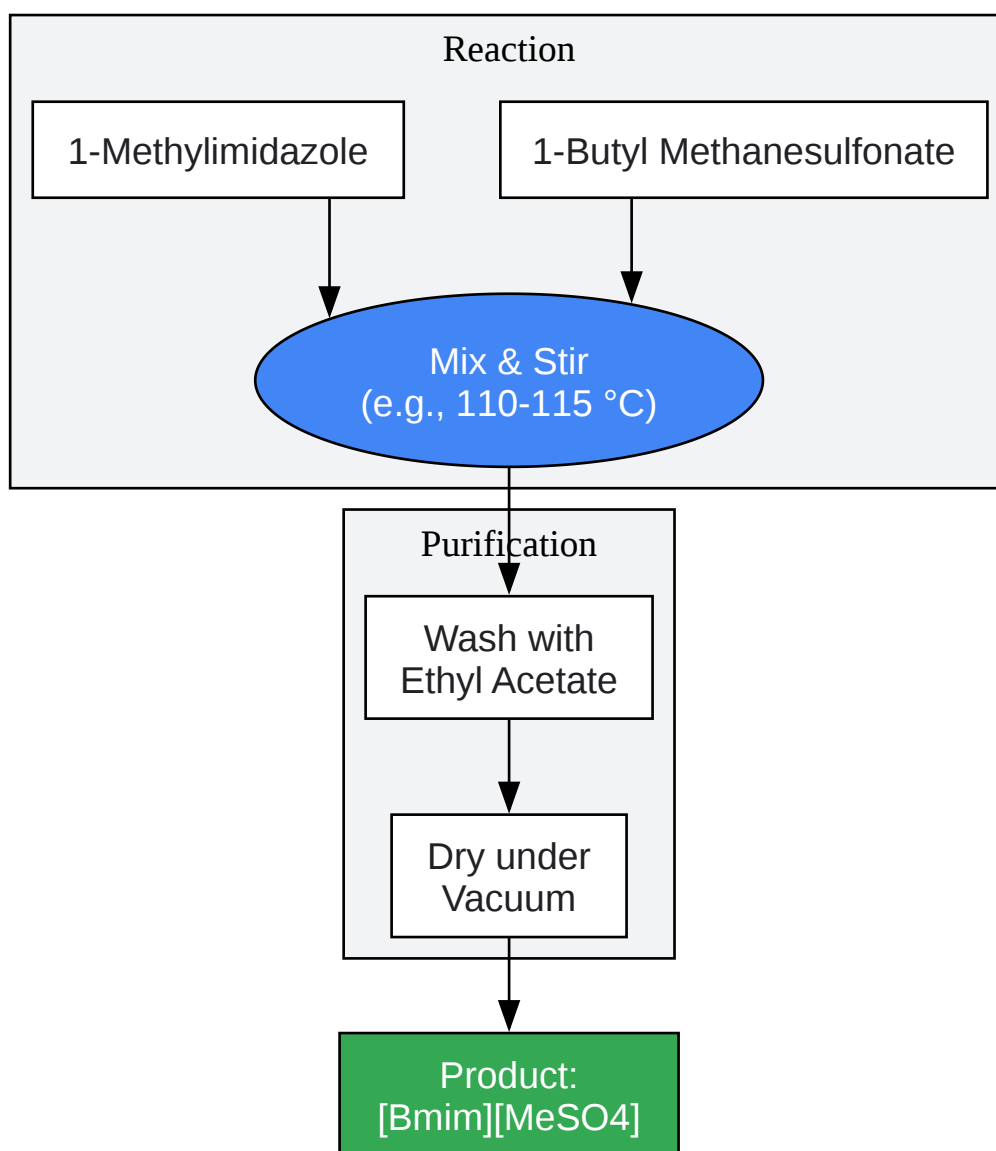 Reaction
1-Methylimidazole
1-Butyl Methanesulfonate
Mix & Stir
(e.g., 110-115 °C)
Purification
Wash with
Ethyl Acetate
Dry under
Vacuum
Product:
[Bmim][MeSO4]